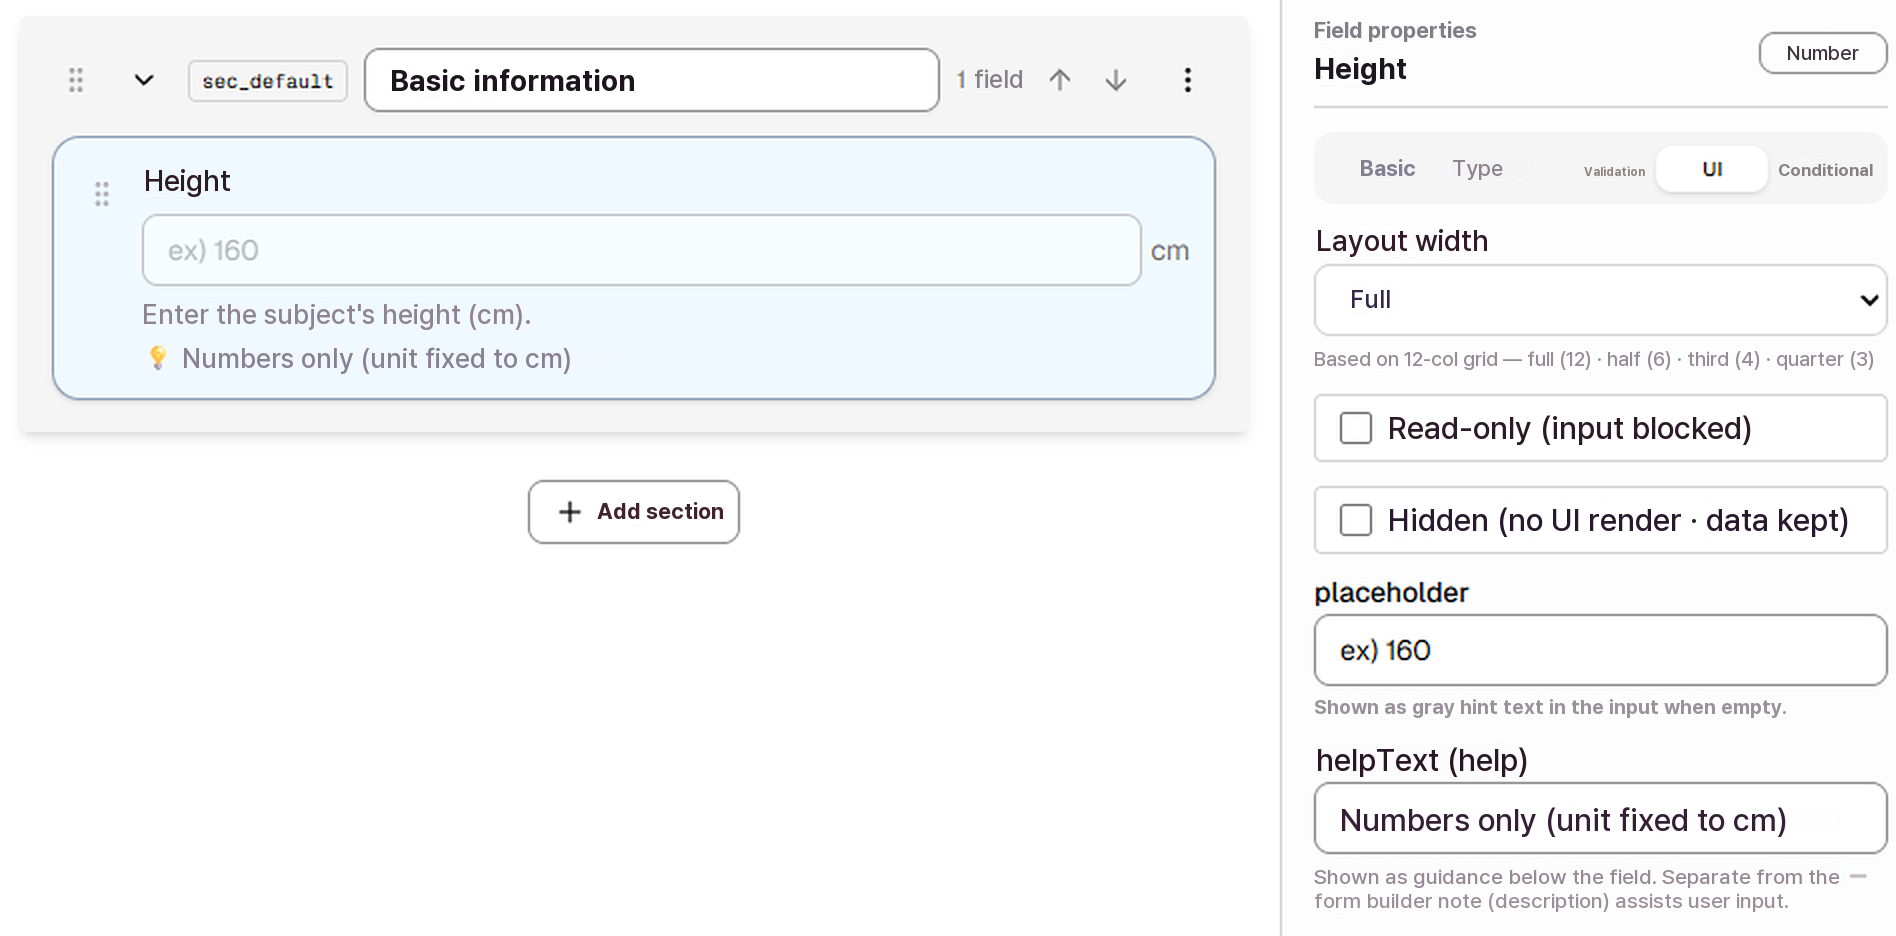 sec_default
Basic information
1 field
Height
ex) 160
cm
Enter the subject's height (cm).
💡 Numbers only (unit fixed to cm)
+ Add section
Field properties
Height
Number
Basic
Type
Validation
UI
Conditional
Layout width
Full
Based on 12-col grid — full (12) · half (6) · third (4) · quarter (3)
Read-only (input blocked)
Hidden (no UI render · data kept)
placeholder
ex) 160
Shown as gray hint text in the input when empty.
helpText (help)
Numbers only (unit fixed to cm)
Shown as guidance below the field. Separate from the —
form builder note (description) assists user input.